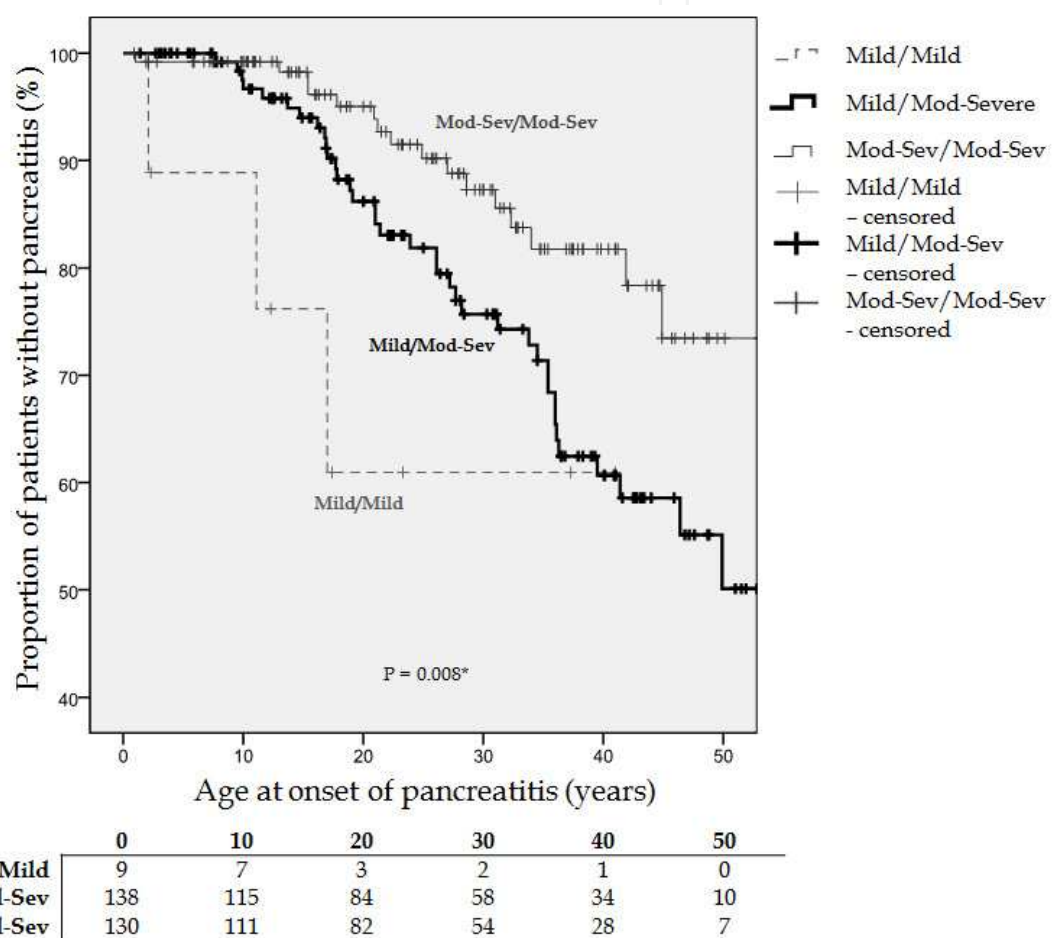 Proportion of patients without pancreatitis (%)
100
90
80
70
60
50
40
Mod-Sev/Mod-Sev
Mild/Mod-Sev
Mild/Mild
P = 0.008*
0 10 20 30 40 50
Age at onset of pancreatitis (years)
Mild/Mild
Mild/Mod-Severe
Mod-Sev/Mod-Sev
Mild/Mild
– censored
Mild/Mod-Sev
– censored
Mod-Sev/Mod-Sev
- censored
0 10 20 30 40 50
Mild 9 7 3 2 1 0
-Sev 138 115 84 58 34 10
-Sev 130 111 82 54 28 7